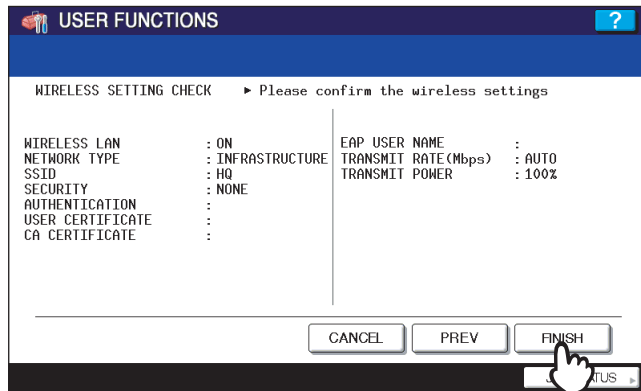 USER FUNCTIONS
?
WIRELESS SETTING CHECK ► Please confirm the wireless settings
WIRELESS LAN : ON
NETWORK TYPE : INFRASTRUCTURE
SSID : HQ
SECURITY : NONE
AUTHENTICATION :
USER CERTIFICATE :
CA CERTIFICATE :
EAP USER NAME :
TRANSMIT RATE(Mbps) : AUTO
TRANSMIT POWER : 100%
CANCEL
PREV
FINISH